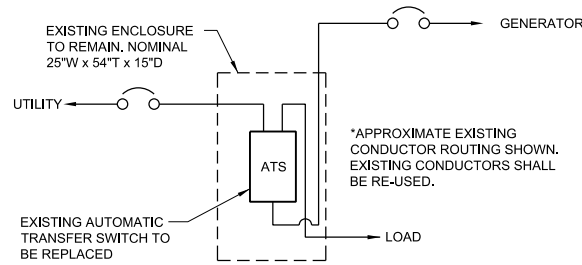 GENERATOR
EXISTING ENCLOSURE
TO REMAIN. NOMINAL
25"W x 54"T x 15"D
UTILITY
*APPROXIMATE EXISTING
CONDUCTOR ROUTING SHOWN.
EXISTING CONDUCTORS SHALL
BE RE-USED.
ATS
EXISTING AUTOMATIC
TRANSFER SWITCH TO
BE REPLACED
LOAD